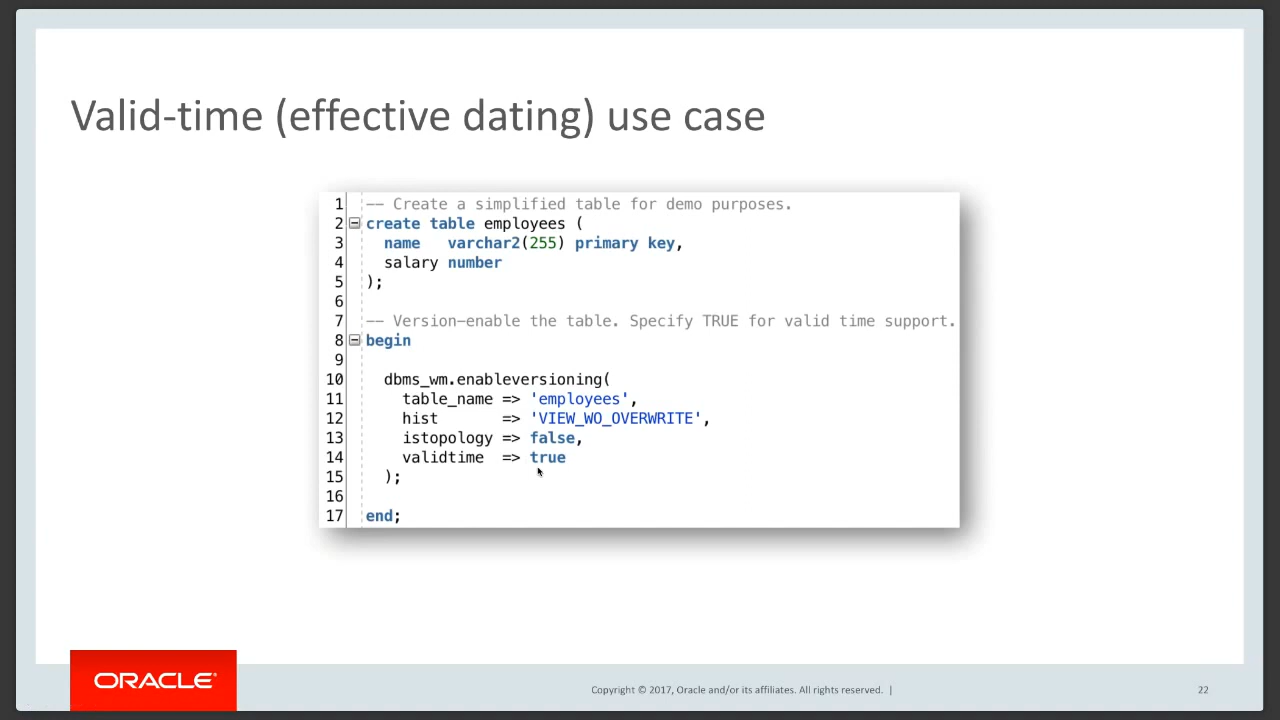 Valid-time (effective dating) use case
1 -- Create a simplified table for demo purposes.
2 create table employees (
3 name varchar2(255) primary key,
4 salary number
5 );
6
7 -- Version-enable the table. Specify TRUE for valid time support.
8 begin
9
10 dbms_wm.enableversioning(
11 table_name => 'employees',
12 hist => 'VIEW_WO_OVERWRITE',
13 istopology => false,
14 validtime => true
15 );
16
17 end;
ORACLE®
Copyright © 2017, Oracle and/or its affiliates. All rights reserved. |
22